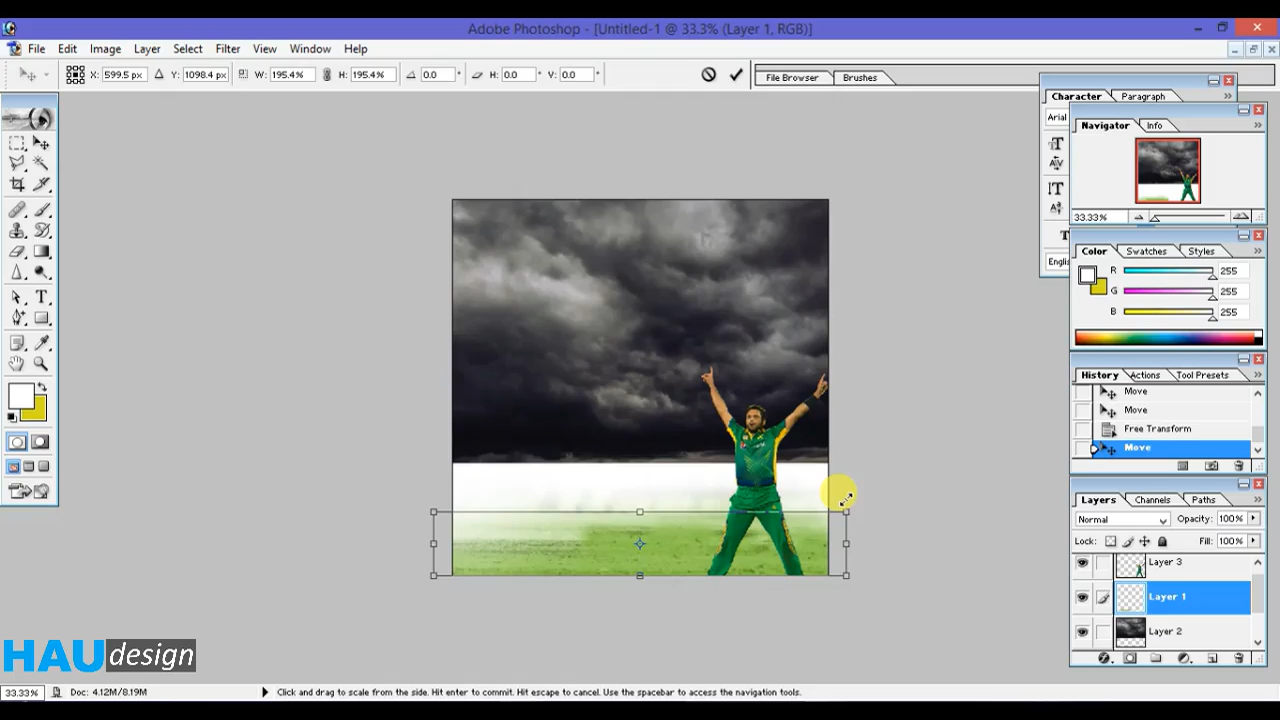 Adobe Photoshop - [Untitled-1 @ 33.3% (Layer 1, RGB)]
File Edit Image Layer Select Filter View Window Help
X: 599.5 px Y: 1098.4 px W: 195.4% H: 195.4% 0.0 ° H: 0.0 ° V: 0.0 ° File Browser Brushes
Character Paragraph
Arial
Navigator Info
33.33%
Englis
Color Swatches Styles
R 255
G 255
B 255
History Actions Tool Presets
Move
Move
Free Transform
Move
Layers Channels Paths
Normal Opacity: 100%
Lock: Fill: 100%
Layer 3
Layer 1
Layer 2
HAUdesign
33.33% Doc: 4.12M/8.19M Click and drag to scale from the side. Hit enter to commit. Hit escape to cancel. Use the spacebar to access the navigation tools.